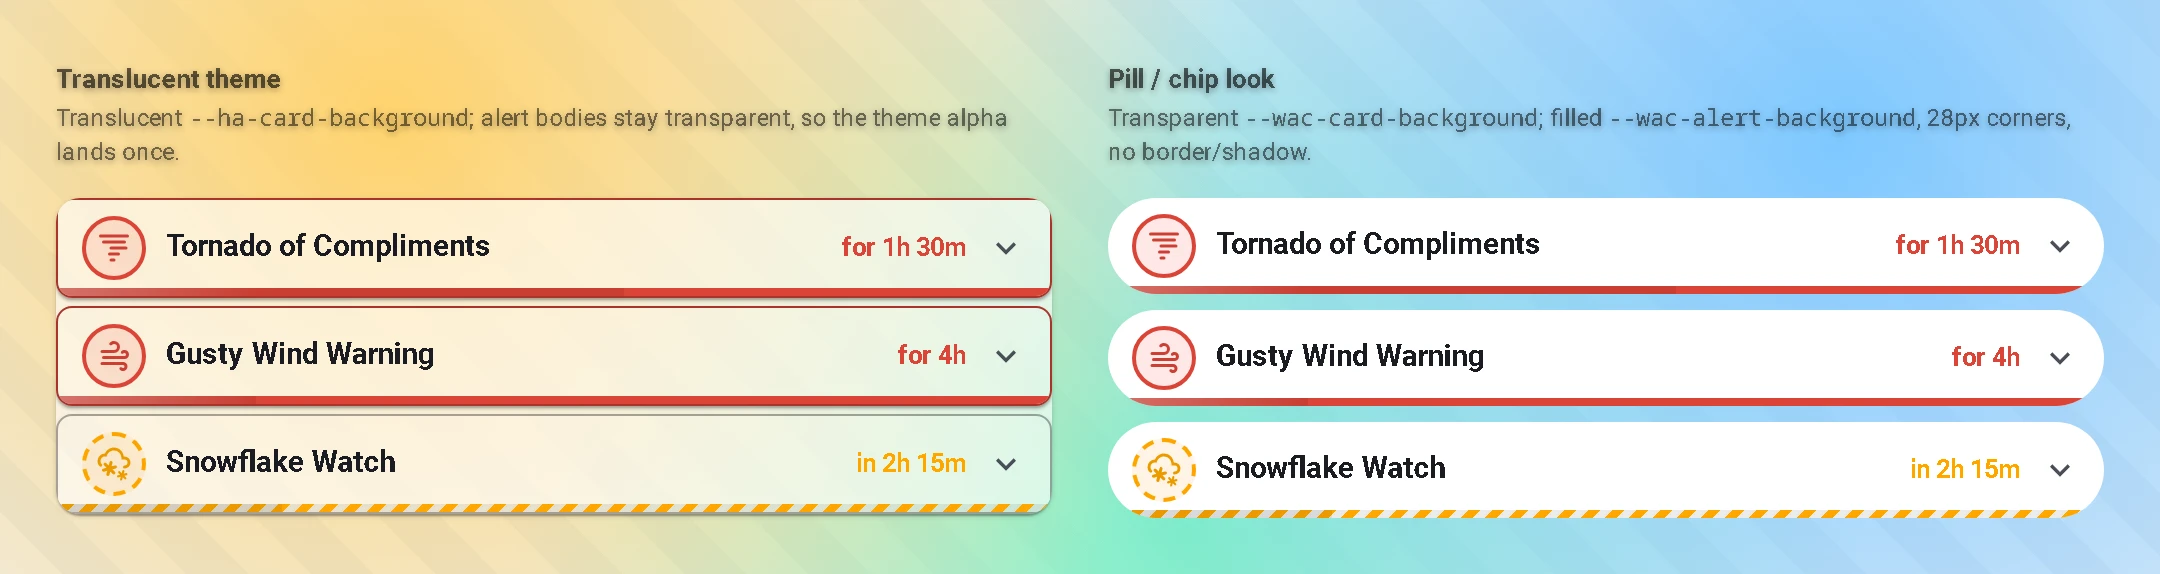 Translucent theme
Translucent --ha-card-background; alert bodies stay transparent, so the theme alpha
lands once.
Tornado of Compliments
for 1h 30m
Gusty Wind Warning
for 4h
Snowflake Watch
in 2h 15m
Pill / chip look
Transparent --wac-card-background; filled --wac-alert-background, 28px corners,
no border/shadow.
Tornado of Compliments
for 1h 30m
Gusty Wind Warning
for 4h
Snowflake Watch
in 2h 15m